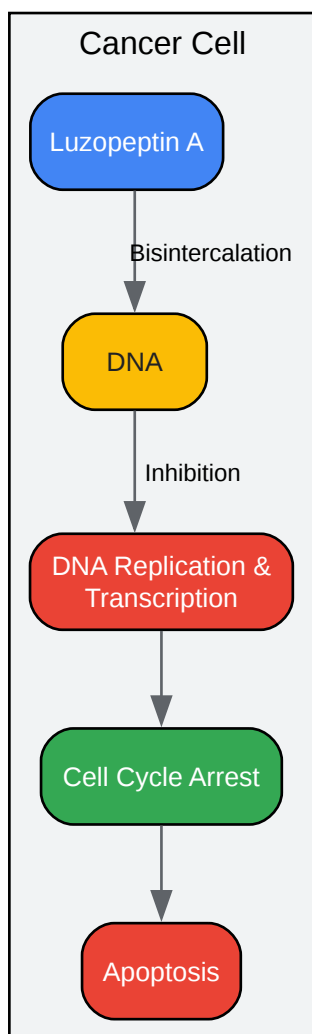 Cancer Cell
Luzopeptin A
Bisintercalation
DNA
Inhibition
DNA Replication &
Transcription
Cell Cycle Arrest
Apoptosis